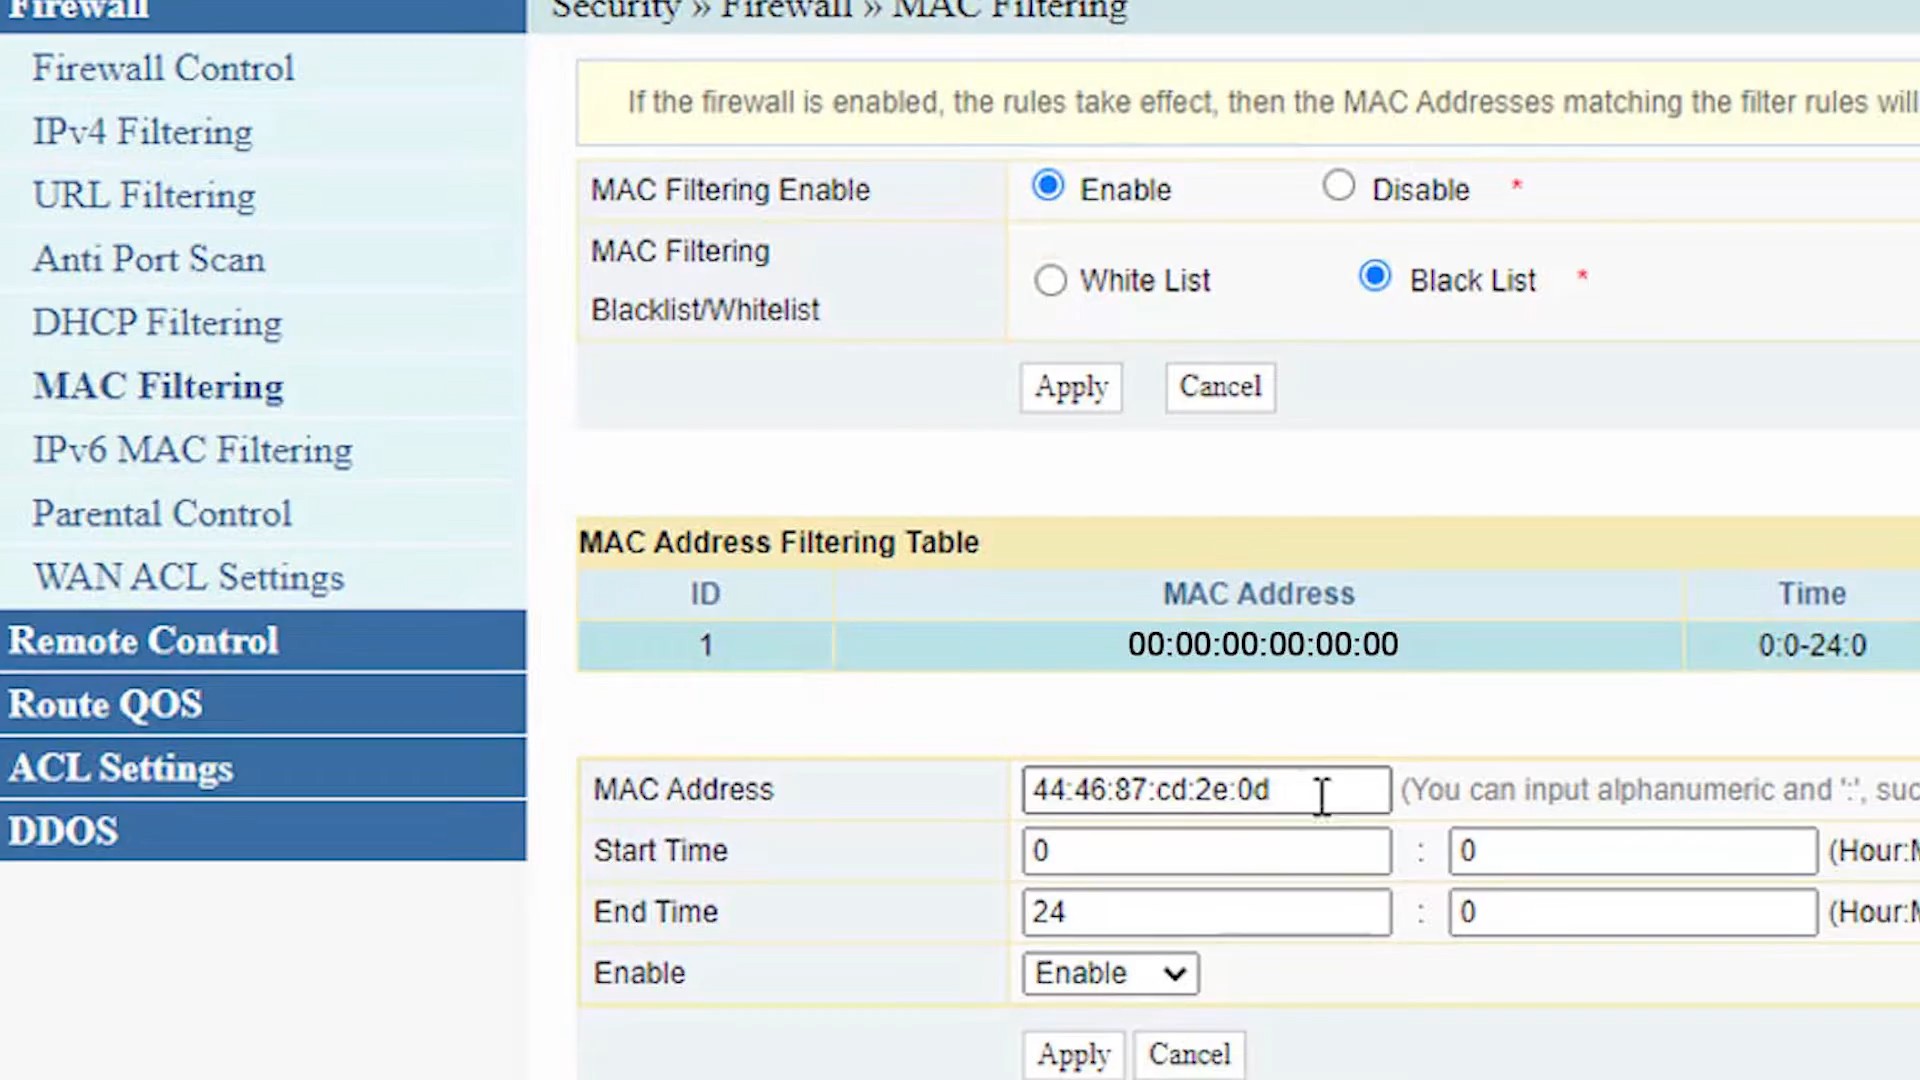 Firewall
Security » Firewall » MAC Filtering
Firewall Control
IPv4 Filtering
URL Filtering
Anti Port Scan
DHCP Filtering
MAC Filtering
IPv6 MAC Filtering
Parental Control
WAN ACL Settings
Remote Control
Route QOS
ACL Settings
DDOS
If the firewall is enabled, the rules take effect, then the MAC Addresses matching the filter rules will
MAC Filtering Enable Enable Disable *
MAC Filtering
Blacklist/Whitelist White List Black List *
Apply Cancel
MAC Address Filtering Table
ID MAC Address Time
1 00:00:00:00:00:00 0:0-24:0
MAC Address 44:46:87:cd:2e:0d (You can input alphanumeric and ':', suc
Start Time 0 : 0 (Hour:M
End Time 24 : 0 (Hour:M
Enable Enable
Apply Cancel